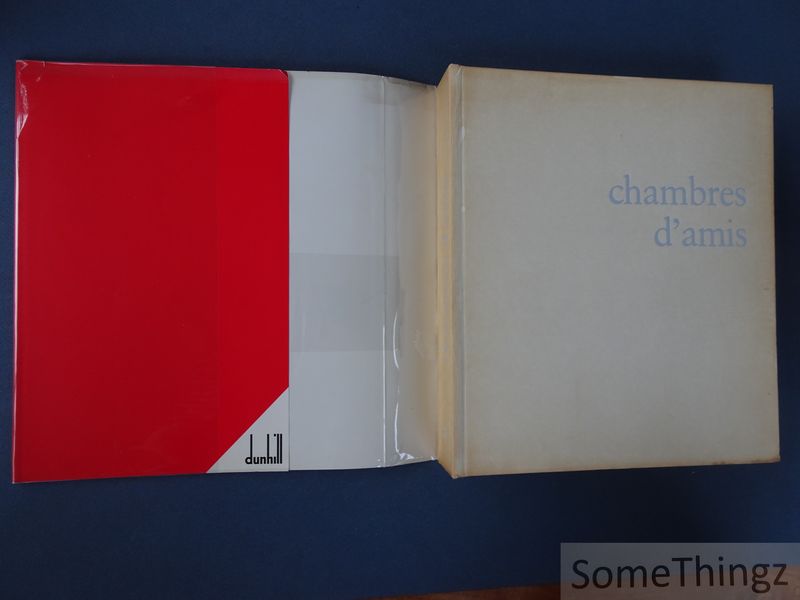 chambres
d'amis
dunhill
SomeThingz